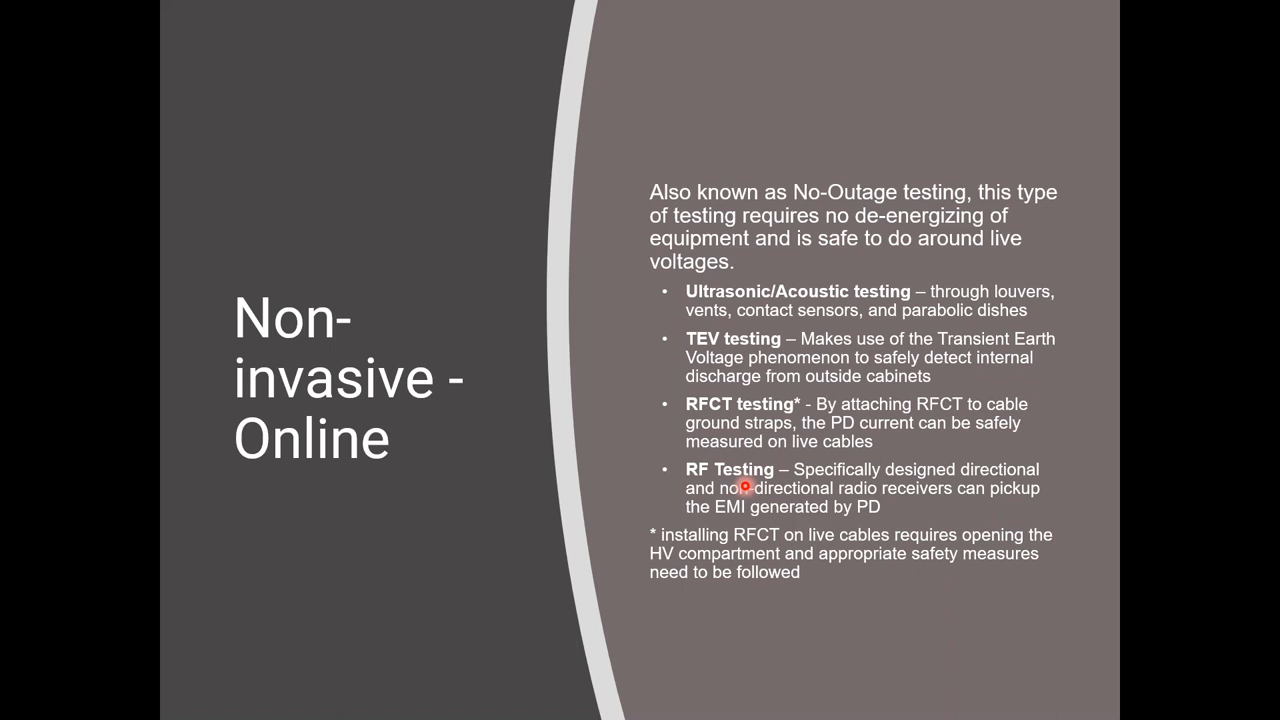 Non-
invasive -
Online
Also known as No-Outage testing, this type
of testing requires no de-energizing of
equipment and is safe to do around live
voltages.
• Ultrasonic/Acoustic testing – through louvers,
vents, contact sensors, and parabolic dishes
• TEV testing – Makes use of the Transient Earth
Voltage phenomenon to safely detect internal
discharge from outside cabinets
• RFCT testing* - By attaching RFCT to cable
ground straps, the PD current can be safely
measured on live cables
• RF Testing – Specifically designed directional
and non-directional radio receivers can pickup
the EMI generated by PD
* installing RFCT on live cables requires opening the
HV compartment and appropriate safety measures
need to be followed